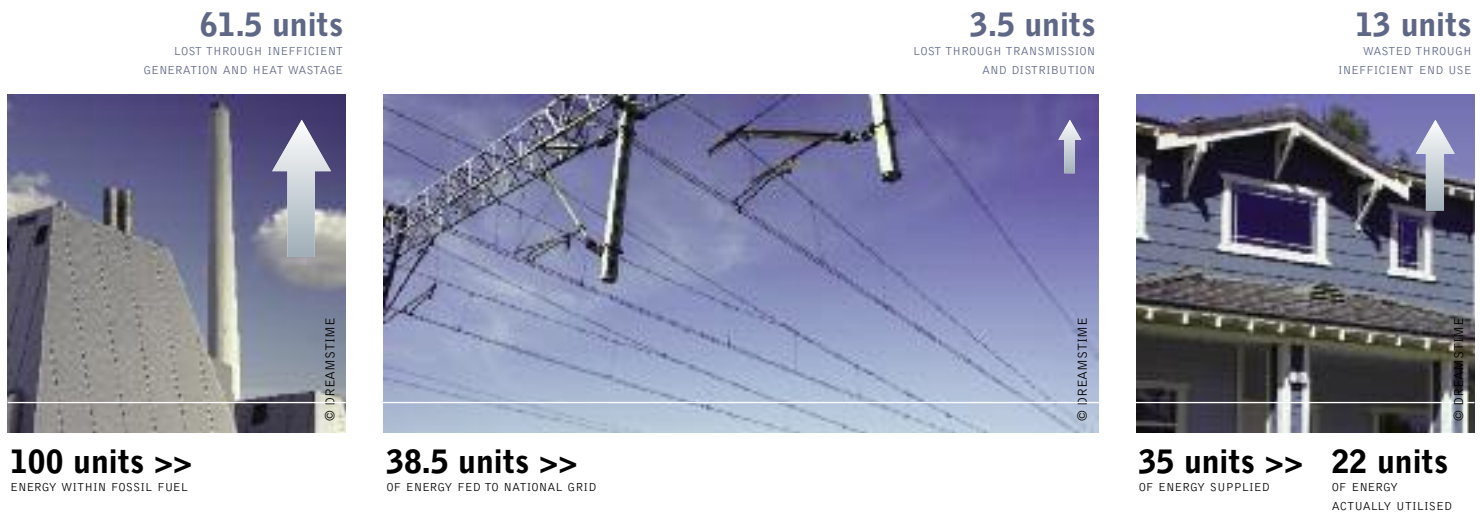 61.5 units
LOST THROUGH INEFFICIENT
GENERATION AND HEAT WASTAGE
3.5 units
LOST THROUGH TRANSMISSION
AND DISTRIBUTION
13 units
WASTED THROUGH
INEFFICIENT END USE
© DREAMSTIME
© DREAMSTIME
© DREAMSTIME
100 units >>
ENERGY WITHIN FOSSIL FUEL
38.5 units >>
OF ENERGY FED TO NATIONAL GRID
35 units >>
OF ENERGY SUPPLIED
22 units
OF ENERGY
ACTUALLY UTILISED